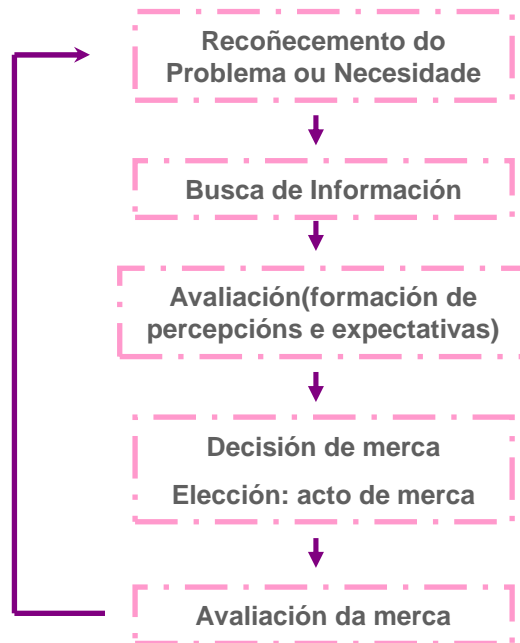 Recoñecemento do
Problema ou Necesidade
Busca de Información
Avaliación(formación de
percepcións e expectativas)
Decisión de merca
Elección: acto de merca
Avaliación da merca